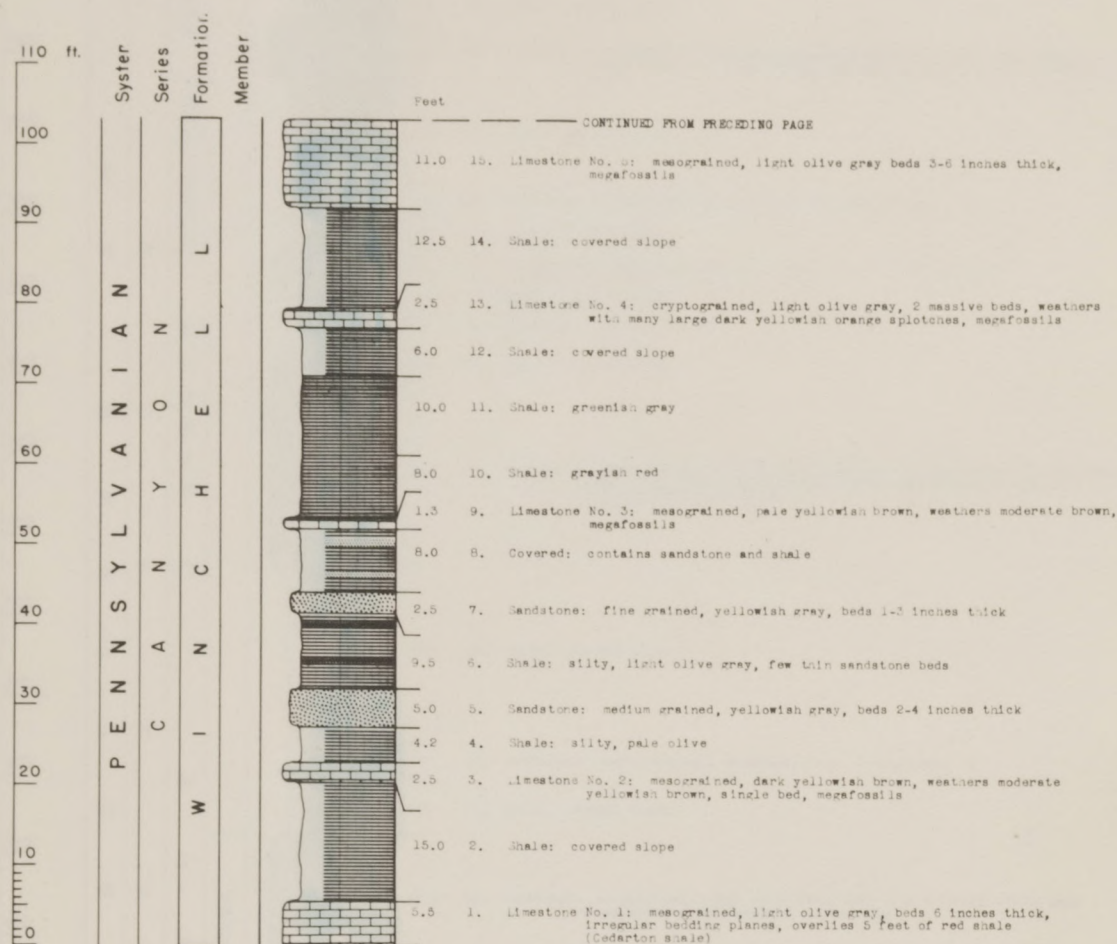 110 ft.
100
90
80
70
60
50
40
30
20
10
0
Syster
Series
Formation
Member
PENNSYLVANIAN
CANYON
WINCHELL
Feet
CONTINUED FROM PRECEDING PAGE
11.0 15. Limestone No. 5: mesograined, light olive gray beds 3-6 inches thick,
megafossils
12.5 14. Shale: covered slope
2.5 13. Limestone No. 4: cryptograined, light olive gray, 2 massive beds, weathers
with many large dark yellowish orange splotches, megafossils
6.0 12. Shale: covered slope
10.0 11. Shale: greenish gray
8.0 10. Shale: grayish red
1.3 9. Limestone No. 3: mesograined, pale yellowish brown, weathers moderate brown,
megafossils
8.0 8. Covered: contains sandstone and shale
2.5 7. Sandstone: fine grained, yellowish gray, beds 1-3 inches thick
9.5 6. Shale: silty, light olive gray, few thin sandstone beds
5.0 5. Sandstone: medium grained, yellowish gray, beds 2-4 inches thick
4.2 4. Shale: silty, pale olive
2.5 3. Limestone No. 2: mesograined, dark yellowish brown, weathers moderate
yellowish brown, single bed, megafossils
15.0 2. Shale: covered slope
5.5 1. Limestone No. 1: mesograined, light olive gray, beds 6 inches thick,
irregular bedding planes, overlies 5 feet of red shale
(Cedarton shale)